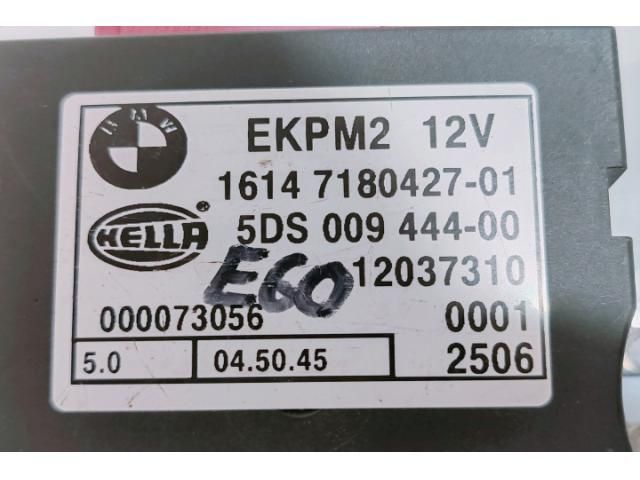 BMW
EKPM2 12V
1614 7180427-01
HELLA ® 5DS 009 444-00
E60 12037310
000073056 0001
5.0 04.50.45 2506